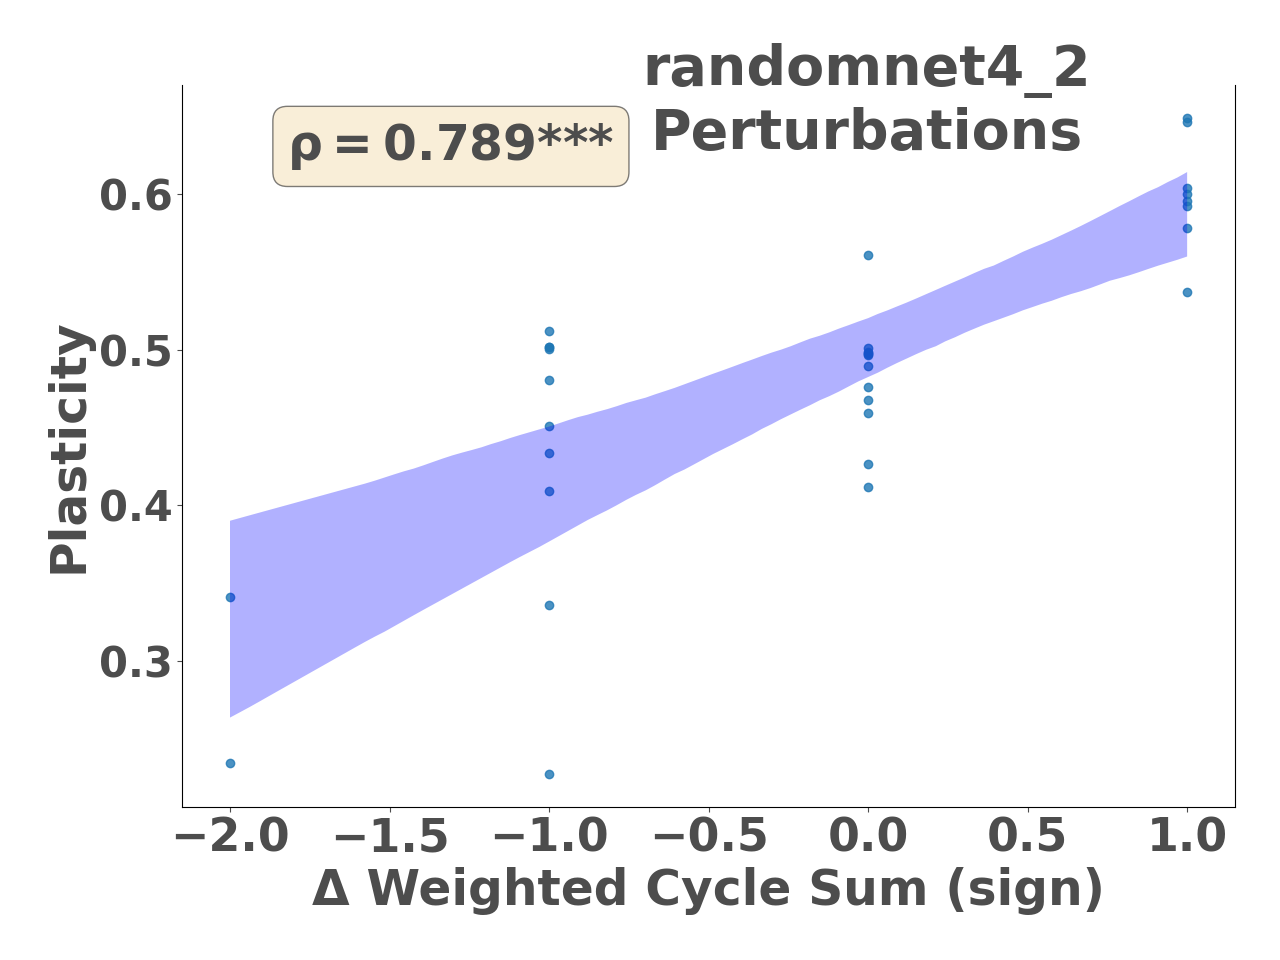 randomnet4_2
Perturbations
ρ = 0.789***
0.6
0.5
0.4
0.3
Plasticity
−2.0 −1.5 −1.0 −0.5 0.0 0.5 1.0
Δ Weighted Cycle Sum (sign)